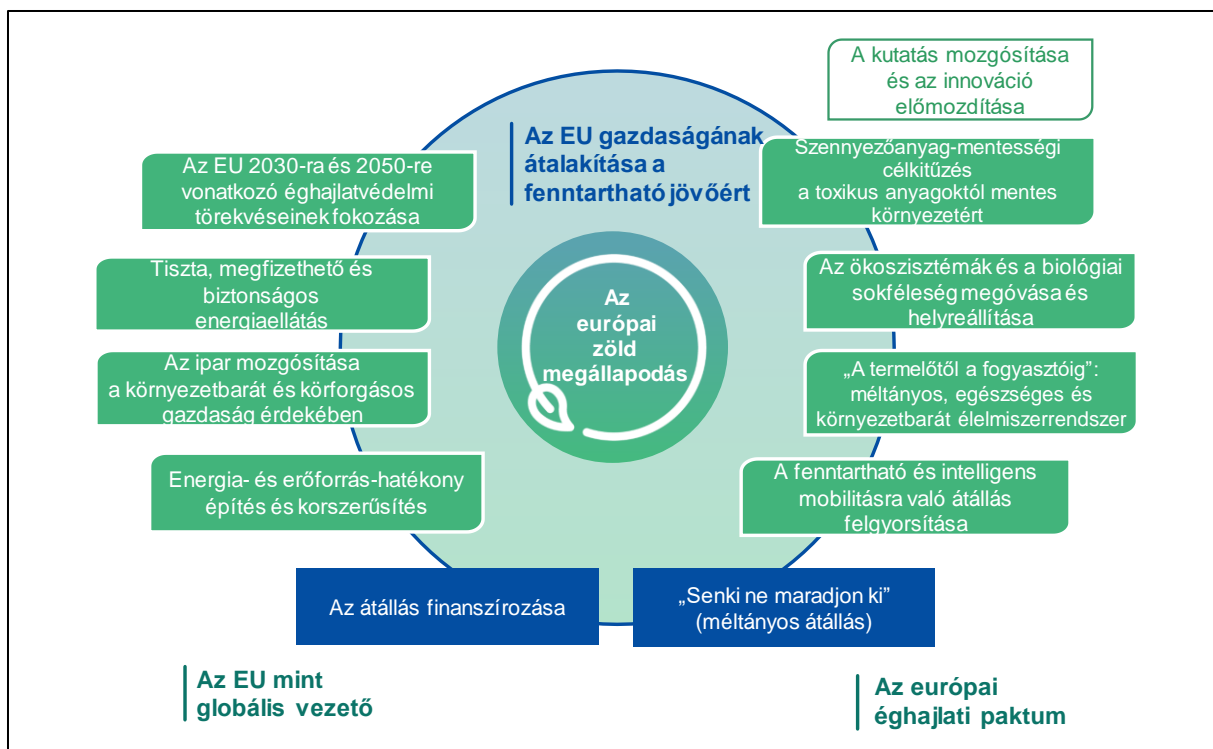 A kutatás mozgósítása
és az innováció
előmozdítása
Az EU gazdaságának
átalakítása a
fenntartható jövőért
Az EU 2030-ra és 2050-re
vonatkozó éghajlatvédelmi
törekvéseinek fokozása
Szennyezőanyag-mentességi
célkitűzés
a toxikus anyagoktól mentes
környezetért
Tiszta, megfizethető és
biztonságos
energiaellátás
Az ökoszisztémák és a biológiai
sokféleség megóvása és
helyreállítása
Az
európai
zöld
megállapodás
Az ipar mozgósítása
a környezetbarát és körforgásos
gazdaság érdekében
„A termelőtől a fogyasztóig”:
méltányos, egészséges és
környezetbarát élelmiszerrendszer
Energia- és erőforrás-hatékony
építés és korszerűsítés
A fenntartható és intelligens
mobilitásra való átállás
felgyorsítása
Az átállás finanszírozása
„Senki ne maradjon ki”
(méltányos átállás)
Az EU mint
globális vezető
Az európai
éghajlati paktum